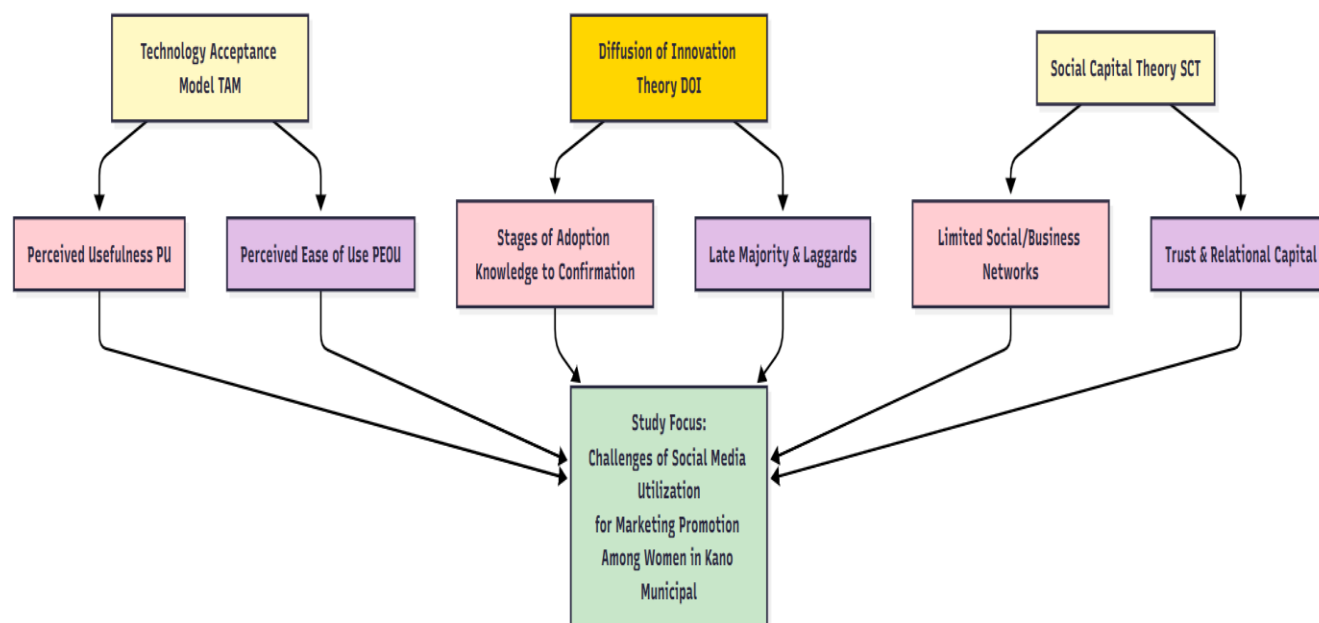 Technology Acceptance
Model TAM
Diffusion of Innovation
Theory DOI
Social Capital Theory SCT
Perceived Usefulness PU
Perceived Ease of Use PEOU
Stages of Adoption
Knowledge to Confirmation
Late Majority & Laggards
Limited Social/Business
Networks
Trust & Relational Capital
Study Focus:
Challenges of Social Media
Utilization
for Marketing Promotion
Among Women in Kano
Municipal